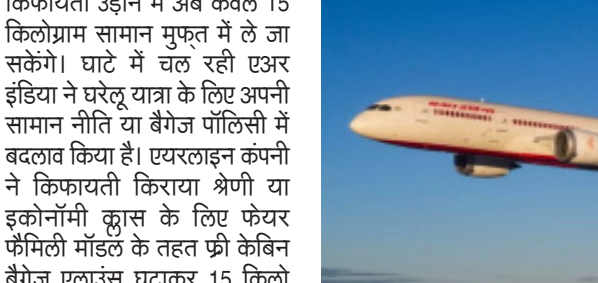 किफायती उड़ान में अब केवल 15
किलोग्राम सामान मुफ्त में ले जा
सकेंगे। घाटे में चल रही एअर
इंडिया ने घरेलू यात्रा के लिए अपनी
सामान नीति या बैगेज पॉलिसी में
बदलाव किया है। एयरलाइन कंपनी
ने किफायती किराया श्रेणी या
इकोनॉमी क्लास के लिए फेयर
फैमिली मॉडल के तहत फ्री केबिन
बैगेज एलाउंस घटाकर 15 किलो